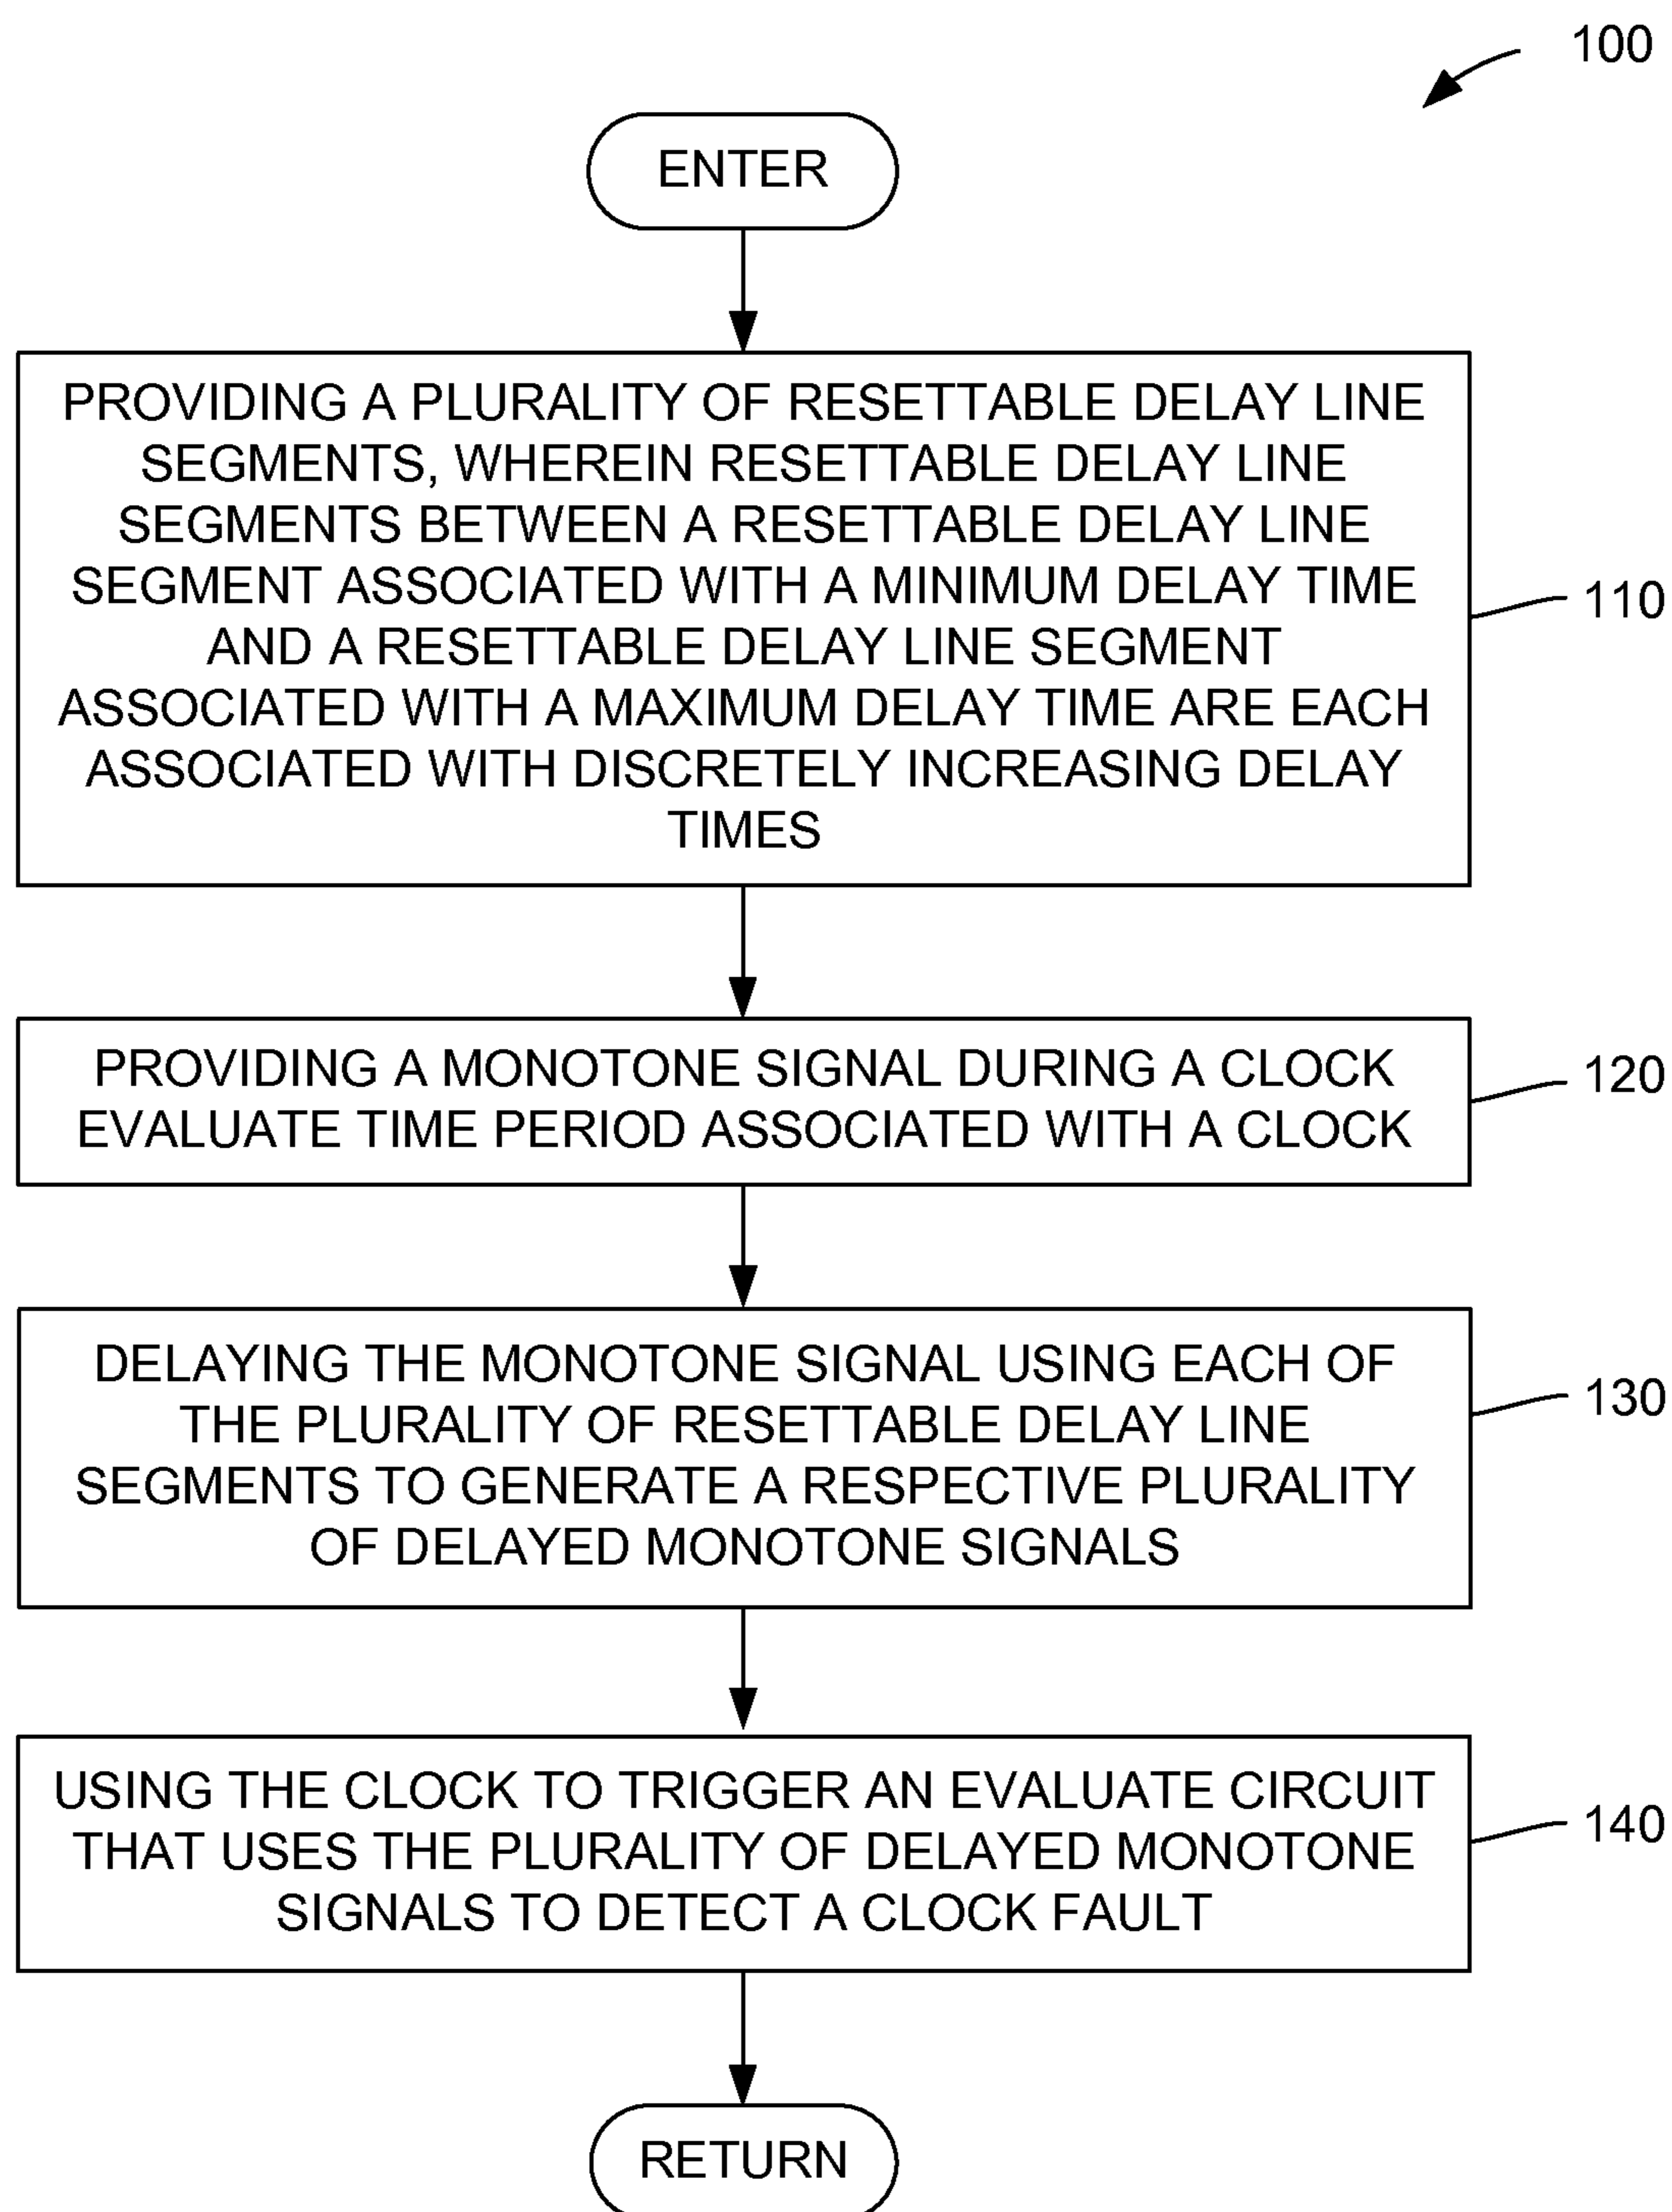 100
ENTER
PROVIDING A PLURALITY OF RESETTABLE DELAY LINE
SEGMENTS, WHEREIN RESETTABLE DELAY LINE
SEGMENTS BETWEEN A RESETTABLE DELAY LINE
SEGMENT ASSOCIATED WITH A MINIMUM DELAY TIME
AND A RESETTABLE DELAY LINE SEGMENT
ASSOCIATED WITH A MAXIMUM DELAY TIME ARE EACH
ASSOCIATED WITH DISCRETELY INCREASING DELAY
TIMES
110
PROVIDING A MONOTONE SIGNAL DURING A CLOCK
EVALUATE TIME PERIOD ASSOCIATED WITH A CLOCK
120
DELAYING THE MONOTONE SIGNAL USING EACH OF
THE PLURALITY OF RESETTABLE DELAY LINE
SEGMENTS TO GENERATE A RESPECTIVE PLURALITY
OF DELAYED MONOTONE SIGNALS
130
USING THE CLOCK TO TRIGGER AN EVALUATE CIRCUIT
THAT USES THE PLURALITY OF DELAYED MONOTONE
SIGNALS TO DETECT A CLOCK FAULT
140
RETURN